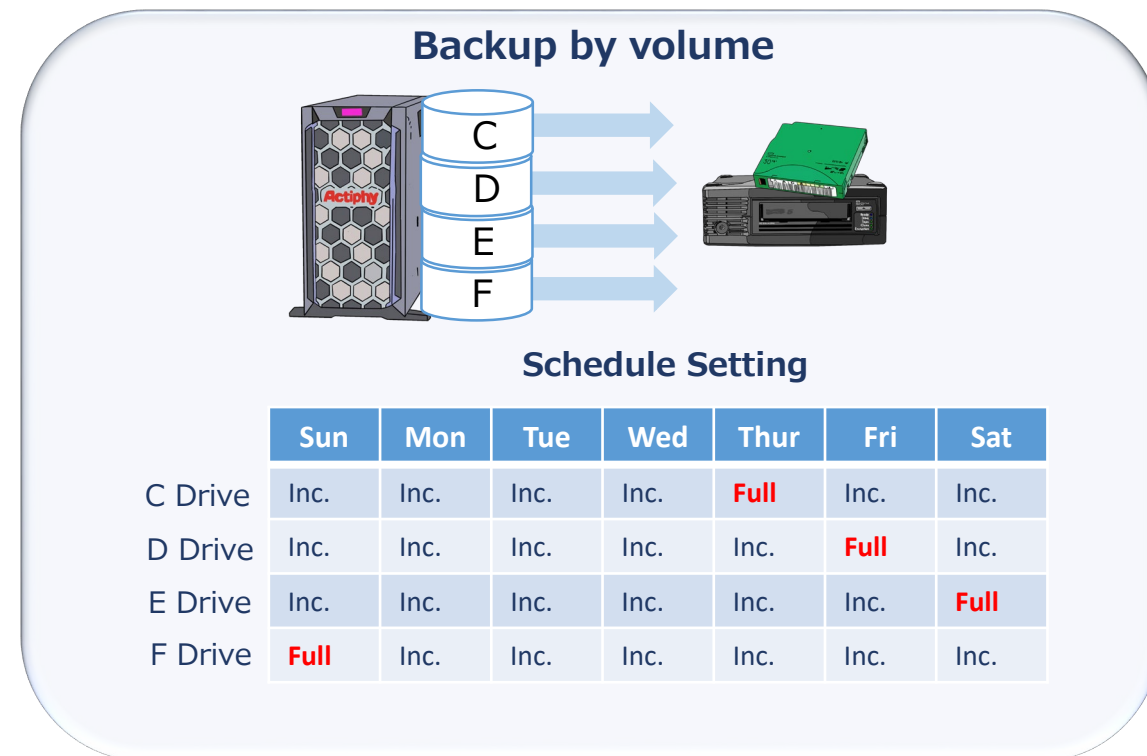 Backup by volume
C
D
E
F
Actiphy
Schedule Setting
Sun Mon Tue Wed Thur Fri Sat
C Drive Inc. Inc. Inc. Inc. Full Inc. Inc.
D Drive Inc. Inc. Inc. Inc. Inc. Full Inc.
E Drive Inc. Inc. Inc. Inc. Inc. Inc. Full
F Drive Full Inc. Inc. Inc. Inc. Inc. Inc.